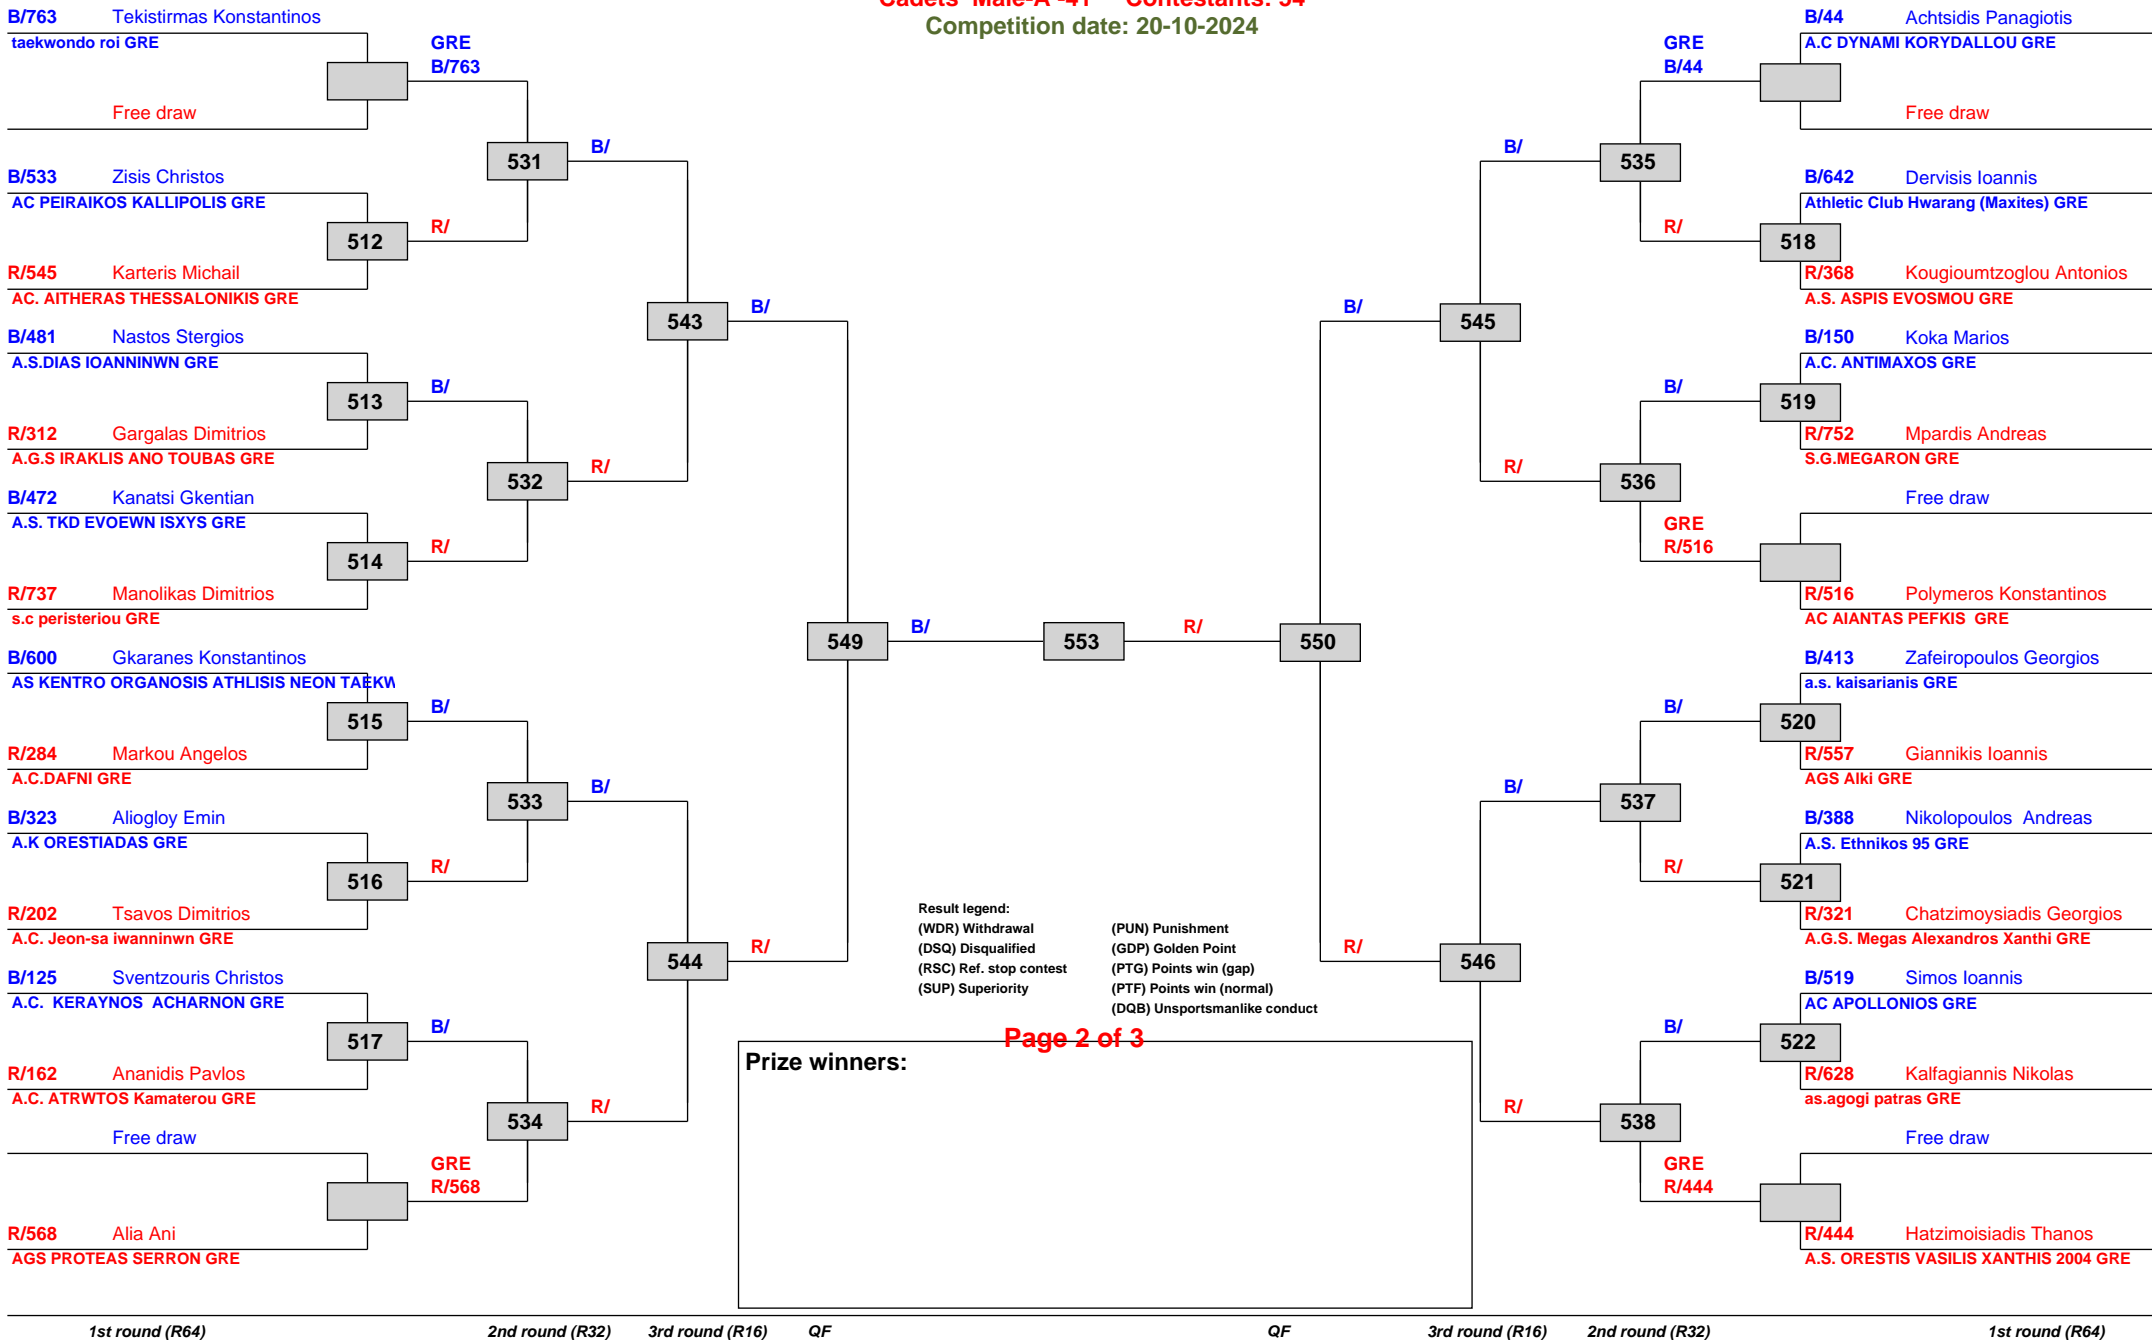 Cadets Male-A -41 Contestants: 54
Competition date: 20-10-2024
B/763 Tekistirmas Konstantinos
taekwondo roi GRE
GRE
B/763
Free draw
531
B/
B/533 Zisis Christos
AC PEIRAIKOS KALLIPOLIS GRE
512
R/
R/545 Karteris Michail
AC. AITHERAS THESSALONIKIS GRE
543
B/
B/481 Nastos Stergios
A.S.DIAS IOANNINWN GRE
513
B/
R/312 Gargalas Dimitrios
A.G.S IRAKLIS ANO TOUBAS GRE
532
R/
B/472 Kanatsi Gkentian
A.S. TKD EVOEWN ISXYS GRE
514
R/
R/737 Manolikas Dimitrios
s.c peristeriou GRE
549
B/
553
R/
550
B/600 Gkaranes Konstantinos
AS KENTRO ORGANOSIS ATHLISIS NEON TAEKW
515
B/
R/284 Markou Angelos
A.C.DAFNI GRE
533
B/
B/323 Aliogloy Emin
A.K ORESTIADAS GRE
516
R/
R/202 Tsavos Dimitrios
A.C. Jeon-sa iwanninwn GRE
544
R/
B/125 Sventzouris Christos
A.C. KERAYNOS ACHARNON GRE
517
B/
R/162 Ananidis Pavlos
A.C. ATRWTOS Kamaterou GRE
534
R/
Free draw
GRE
R/568
R/568 Alia Ani
AGS PROTEAS SERRON GRE
B/44 Achtsidis Panagiotis
A.C DYNAMI KORYDALLOU GRE
GRE
B/44
Free draw
B/
535
B/642 Dervisis Ioannis
Athletic Club Hwarang (Maxites) GRE
R/
518
R/368 Kougioumtzoglou Antonios
A.S. ASPIS EVOSMOU GRE
B/
545
B/150 Koka Marios
A.C. ANTIMAXOS GRE
B/
519
R/752 Mpardis Andreas
S.G.MEGARON GRE
R/
536
Free draw
GRE
R/516
R/516 Polymeros Konstantinos
AC AIANTAS PEFKIS GRE
B/413 Zafeiropoulos Georgios
a.s. kaisarianis GRE
B/
520
R/557 Giannikis Ioannis
AGS Alki GRE
B/
537
B/388 Nikolopoulos Andreas
A.S. Ethnikos 95 GRE
R/
521
R/321 Chatzimoysiadis Georgios
A.G.S. Megas Alexandros Xanthi GRE
R/
546
B/519 Simos Ioannis
AC APOLLONIOS GRE
B/
522
R/628 Kalfagiannis Nikolas
as.agogi patras GRE
R/
538
Free draw
GRE
R/444
R/444 Hatzimoisiadis Thanos
A.S. ORESTIS VASILIS XANTHIS 2004 GRE
Result legend:
(WDR) Withdrawal (PUN) Punishment
(DSQ) Disqualified (GDP) Golden Point
(RSC) Ref. stop contest (PTG) Points win (gap)
(SUP) Superiority (PTF) Points win (normal)
(DQB) Unsportsmanlike conduct
Page 2 of 3
Prize winners:
1st round (R64) 2nd round (R32) 3rd round (R16) QF QF 3rd round (R16) 2nd round (R32) 1st round (R64)